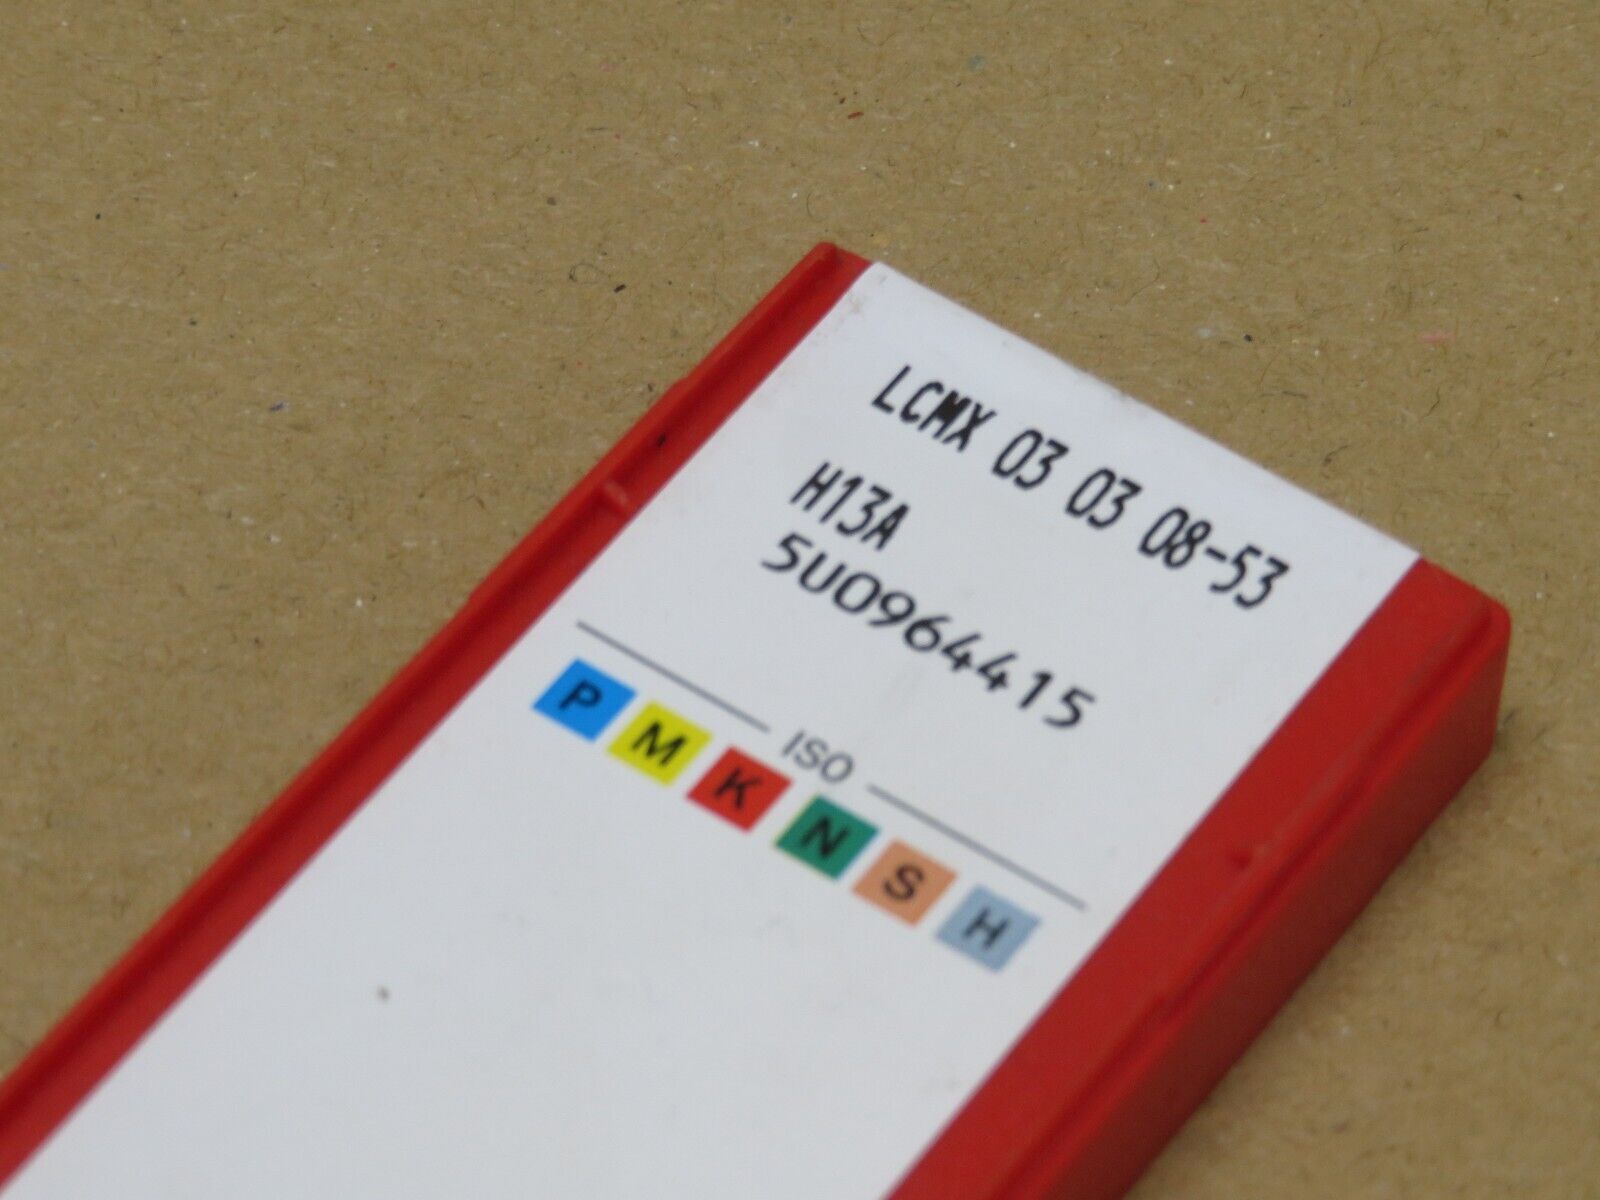 LCMX 03 03 08-53
H13A
5U0964415
ISO
P M K N S H